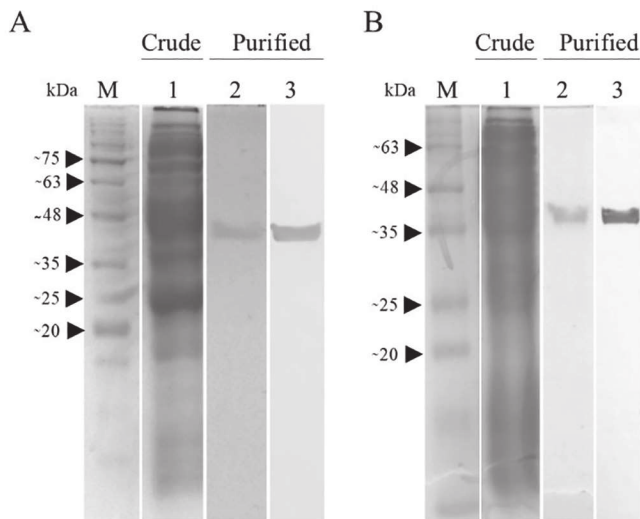 A
Crude Purified
kDa M 1 2 3
~75
~63
~48
~35
~25
~20
B
Crude Purified
kDa M 1 2 3
~63
~48
~35
~25
~20